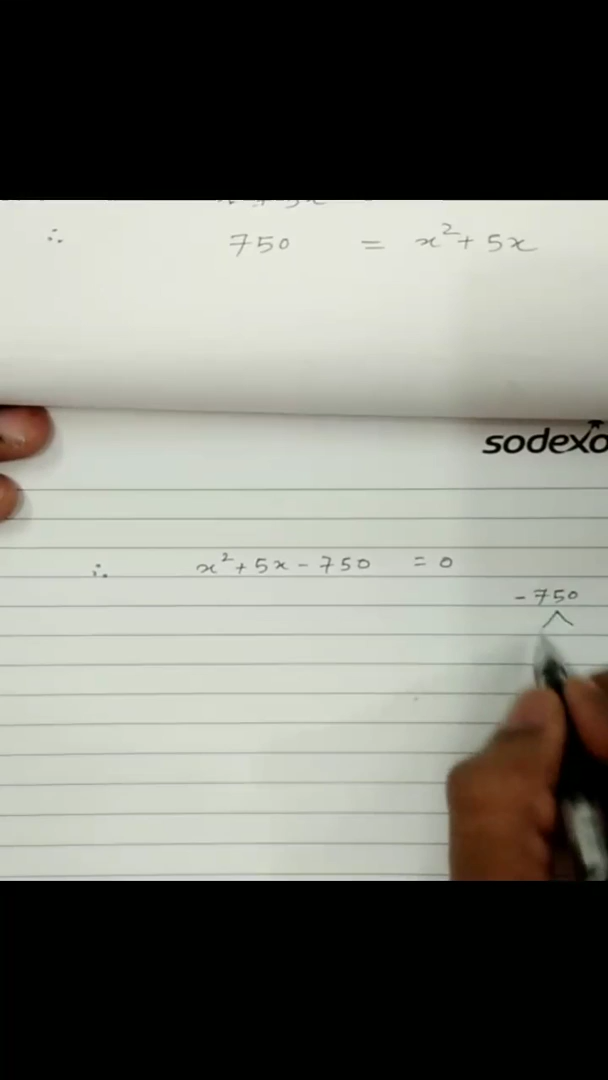 ∴ 750 = x² + 5x
sodexo
∴ x² + 5x - 750 = 0
- 750